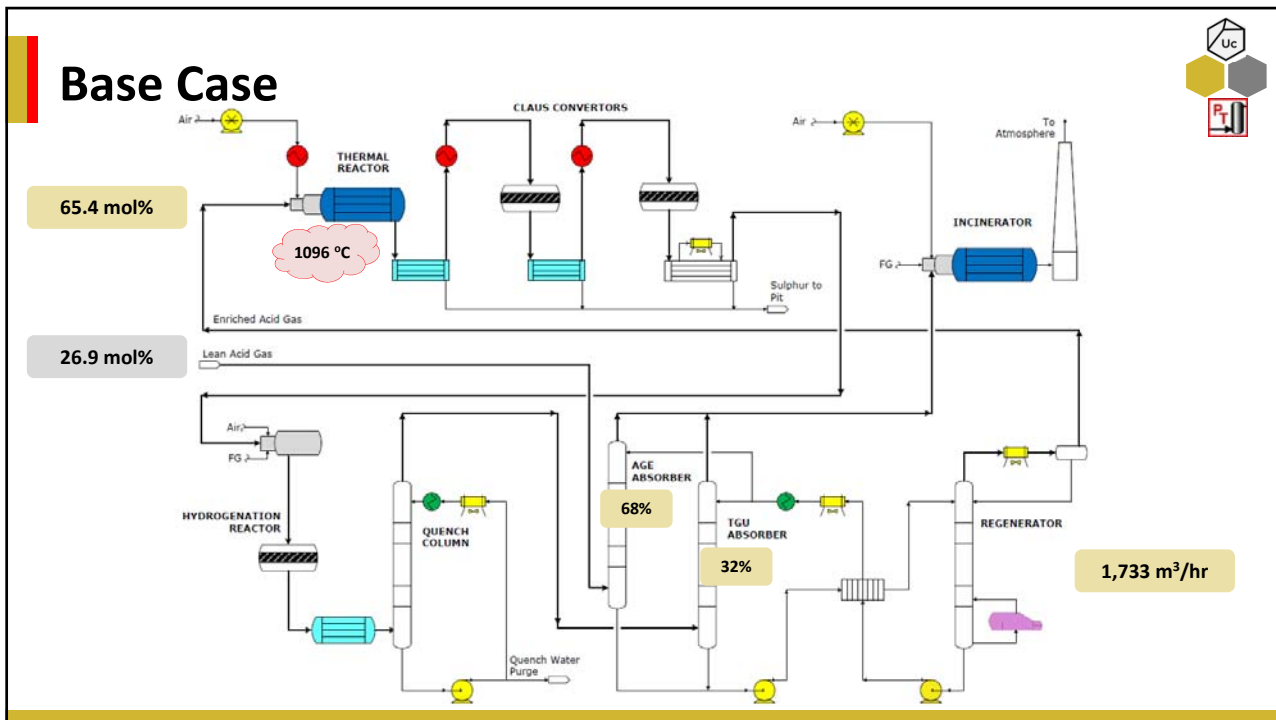 Base Case
Uc
PT
CLAUS CONVERTORS
Air
Air
To
Atmosphere
THERMAL
REACTOR
65.4 mol%
1096 °C
INCINERATOR
FG
Sulphur to
Pit
Enriched Acid Gas
26.9 mol%
Lean Acid Gas
Air
FG
AGE
ABSORBER
68%
HYDROGENATION
REACTOR
QUENCH
COLUMN
TGU
ABSORBER
REGENERATOR
32%
1,733 m³/hr
Quench Water
Purge